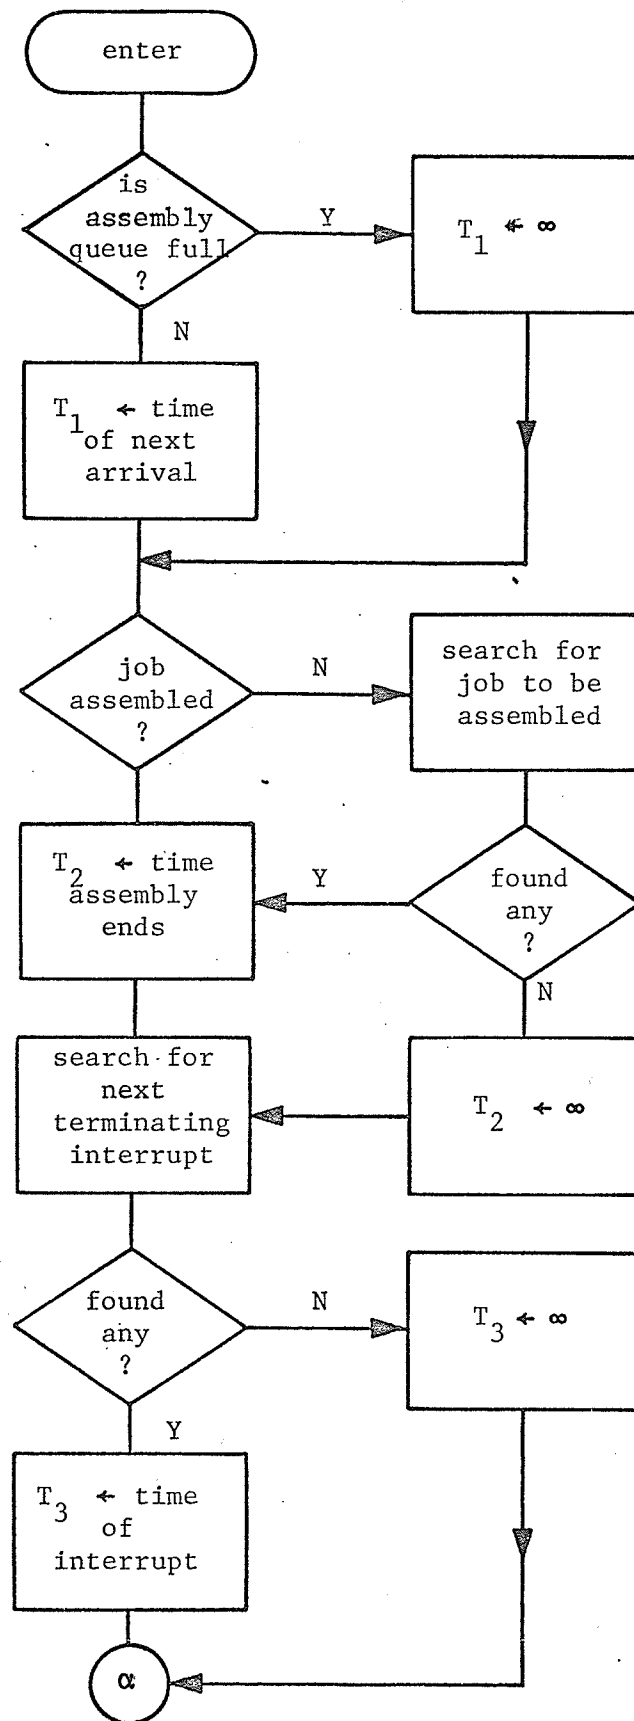 enter
is
assembly
queue full
?
Y
T1 ← ∞
N
T1 ← time
of next
arrival
job
assembled
?
N
search for
job to be
assembled
T2 ← time
assembly
ends
Y
found
any
?
N
search for
next
terminating
interrupt
T2 ← ∞
found
any
?
N
T3 ← ∞
Y
T3 ← time
of
interrupt
α